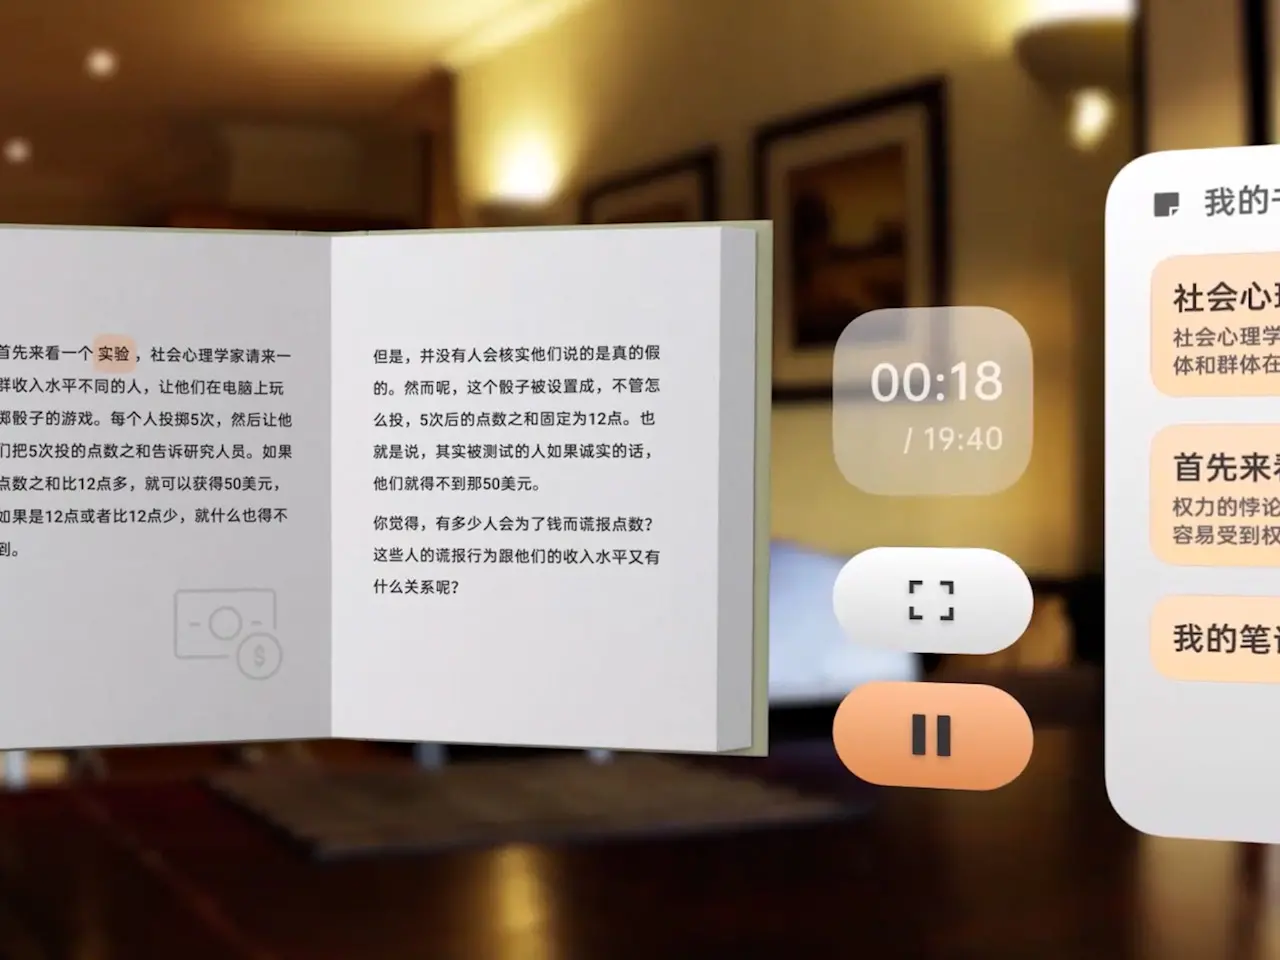 首先来看一个实验，社会心理学家请来一
群收入水平不同的人，让他们在电脑上玩
掷骰子的游戏。每个人投掷5次，然后让他
们把5次投的点数之和告诉研究人员。如果
点数之和比12点多，就可以获得50美元，
如果是12点或者比12点少，就什么也得不
到。
但是，并没有人会核实他们说的是真的假
的。然而呢，这个骰子被设置成，不管怎
么投，5次后的点数之和固定为12点。也
就是说，其实被测试的人如果诚实的话，
他们就得不到那50美元。
你觉得，有多少人会为了钱而谎报点数？
这些人的谎报行为跟他们的收入水平又有
什么关系呢？
00:18
/ 19:40
我的
社会心理
社会心理学
体和群体在
首先来看
权力的悖论
容易受到权
我的笔记